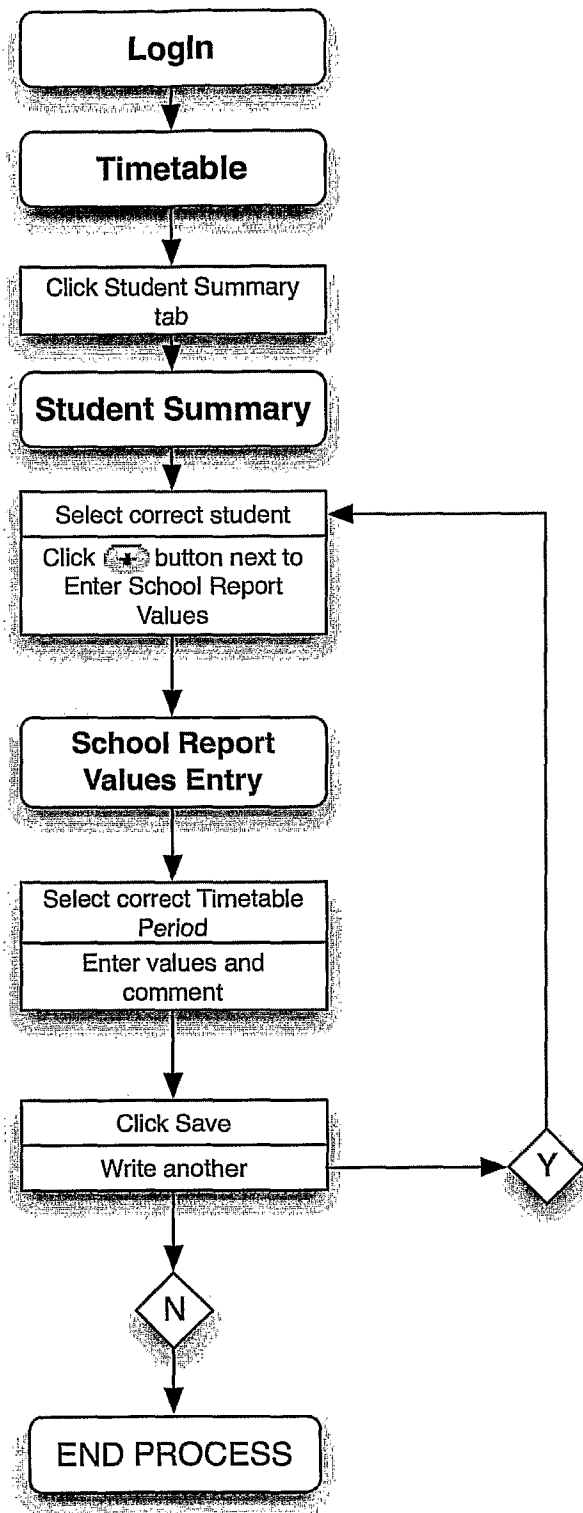 LogIn
Timetable
Click Student Summary
tab
Student Summary
Select correct student
Click + button next to
Enter School Report
Values
School Report
Values Entry
Select correct Timetable
Period
Enter values and
comment
Click Save
Write another
Y
N
END PROCESS